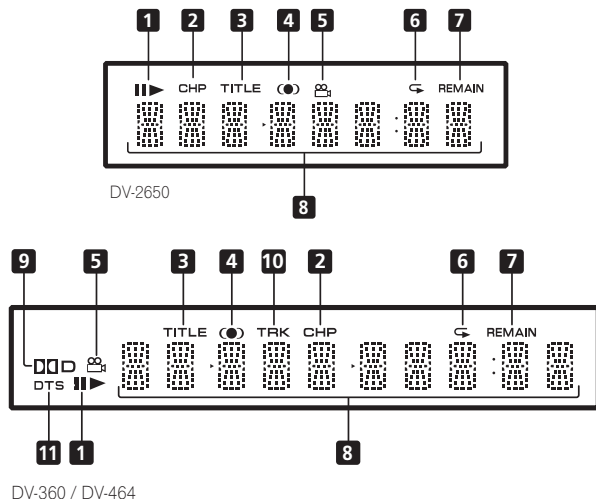 1 2 3 4 5 6 7
CHP TITLE REMAIN
8
DV-2650
9 5 3 4 10 2 6 7
TITLE TRK CHP REMAIN
D
DTS
11 1 8
DV-360 / DV-464